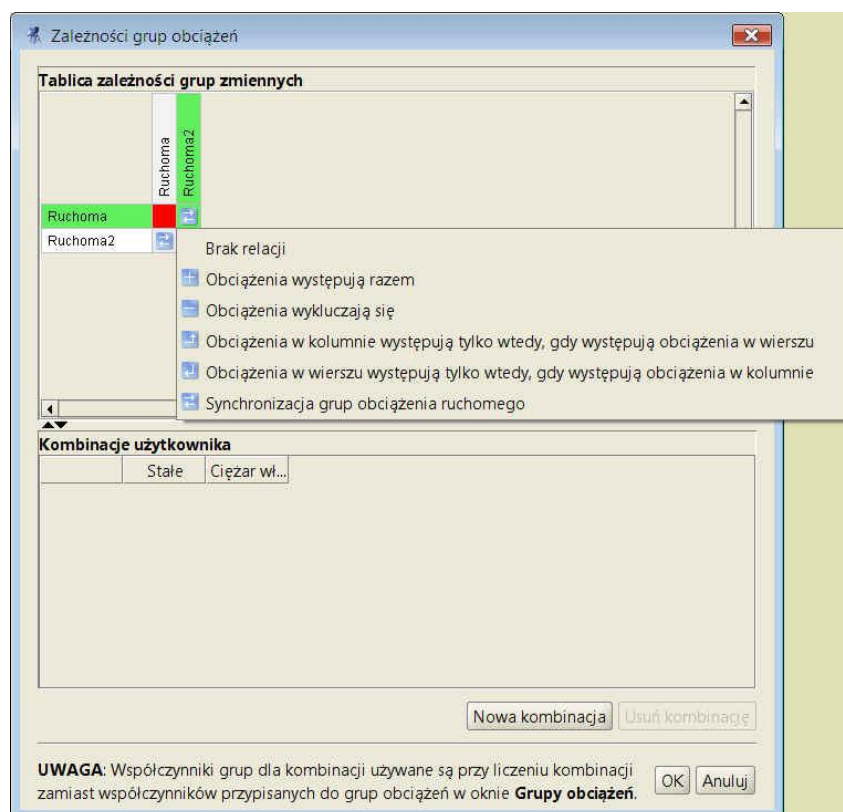 Zależności grup obciążeń
Tablica zależności grup zmiennych
Ruchoma
Ruchoma2
Ruchoma
Ruchoma2
Brak relacji
Obciążenia występują razem
Obciążenia wykluczają się
Obciążenia w kolumnie występują tylko wtedy, gdy występują obciążenia w wierszu
Obciążenia w wierszu występują tylko wtedy, gdy występują obciążenia w kolumnie
Synchronizacja grup obciążenia ruchomego
Kombinacje użytkownika
Stałe Ciężar wł...
Nowa kombinacja Usuń kombinację
UWAGA: Współczynniki grup dla kombinacji używane są przy liczeniu kombinacji
zamiast współczynników przypisanych do grup obciążeń w oknie Grupy obciążeń.
OK Anuluj